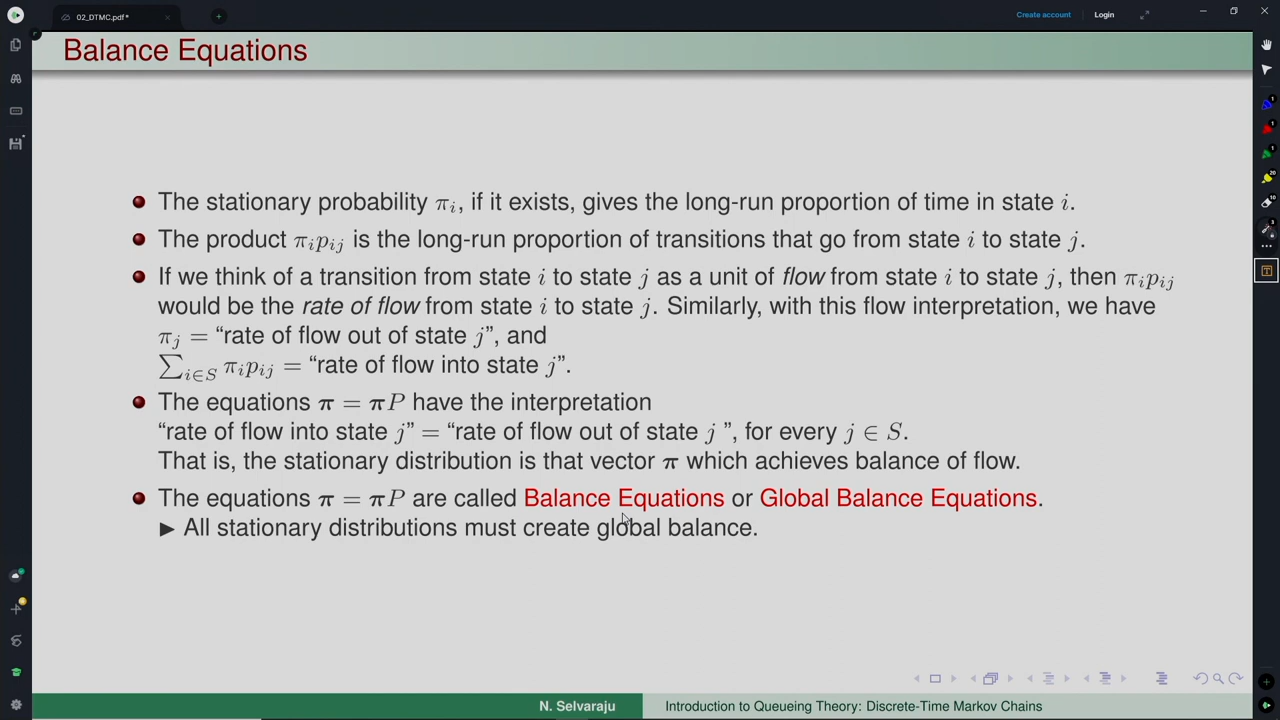 02_DTMC.pdf*
Create account
Login
Balance Equations
The stationary probability πᵢ, if it exists, gives the long-run proportion of time in state i.
The product πᵢpᵢⱼ is the long-run proportion of transitions that go from state i to state j.
If we think of a transition from state i to state j as a unit of flow from state i to state j, then πᵢpᵢⱼ
would be the rate of flow from state i to state j. Similarly, with this flow interpretation, we have
πⱼ = “rate of flow out of state j”, and
∑_{i∈S} πᵢpᵢⱼ = “rate of flow into state j”.
The equations π = πP have the interpretation
“rate of flow into state j” = “rate of flow out of state j ”, for every j ∈ S.
That is, the stationary distribution is that vector π which achieves balance of flow.
The equations π = πP are called Balance Equations or Global Balance Equations.
► All stationary distributions must create global balance.
N. Selvaraju
Introduction to Queueing Theory: Discrete-Time Markov Chains